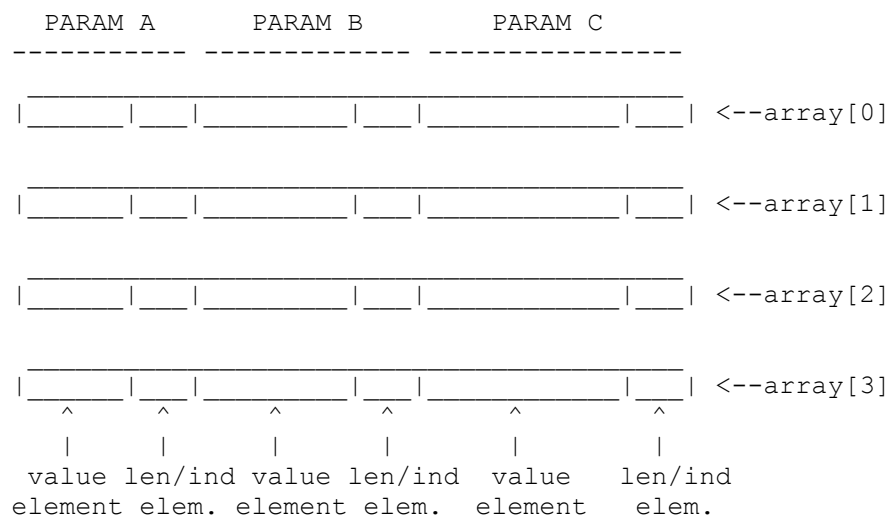 PARAM A PARAM B PARAM C
----------- ------------- ----------------
<--array[0]
<--array[1]
<--array[2]
<--array[3]
value len/ind value len/ind value len/ind
element elem. element elem. element elem.